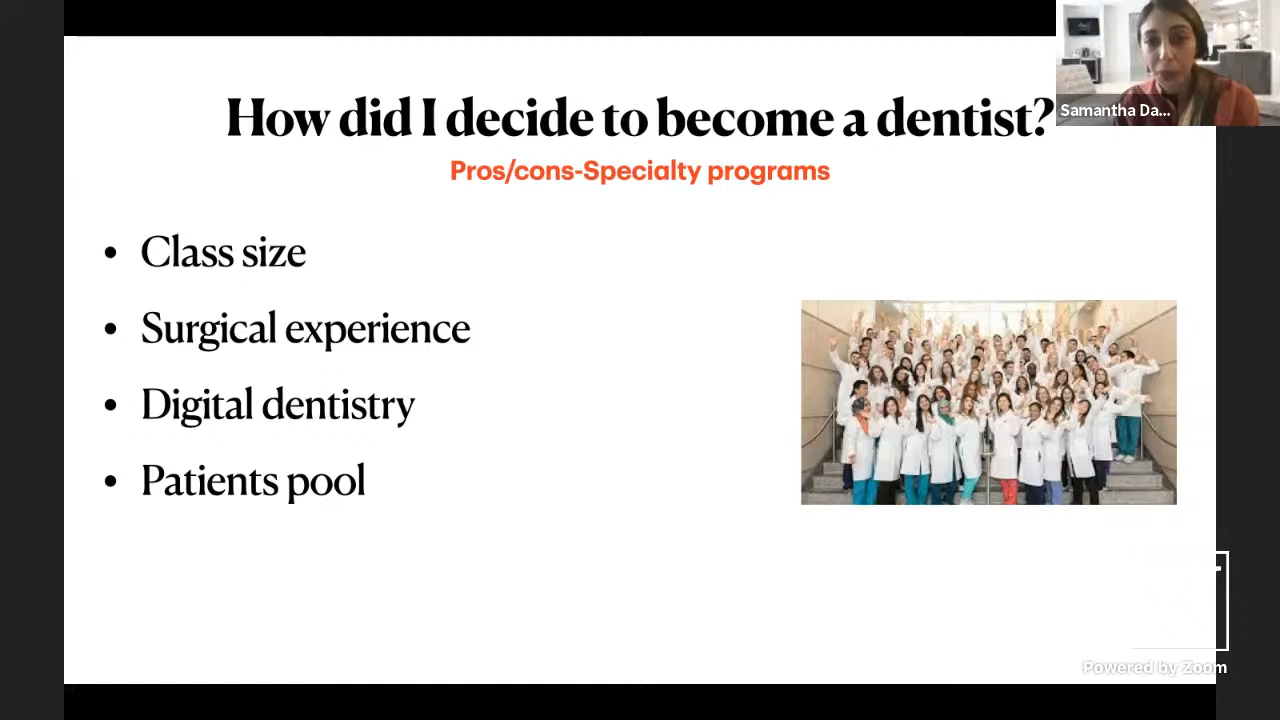 How did I decide to become a dentist?
Samantha Da...
Pros/cons-Specialty programs
• Class size
• Surgical experience
• Digital dentistry
• Patients pool
Powered by Zoom